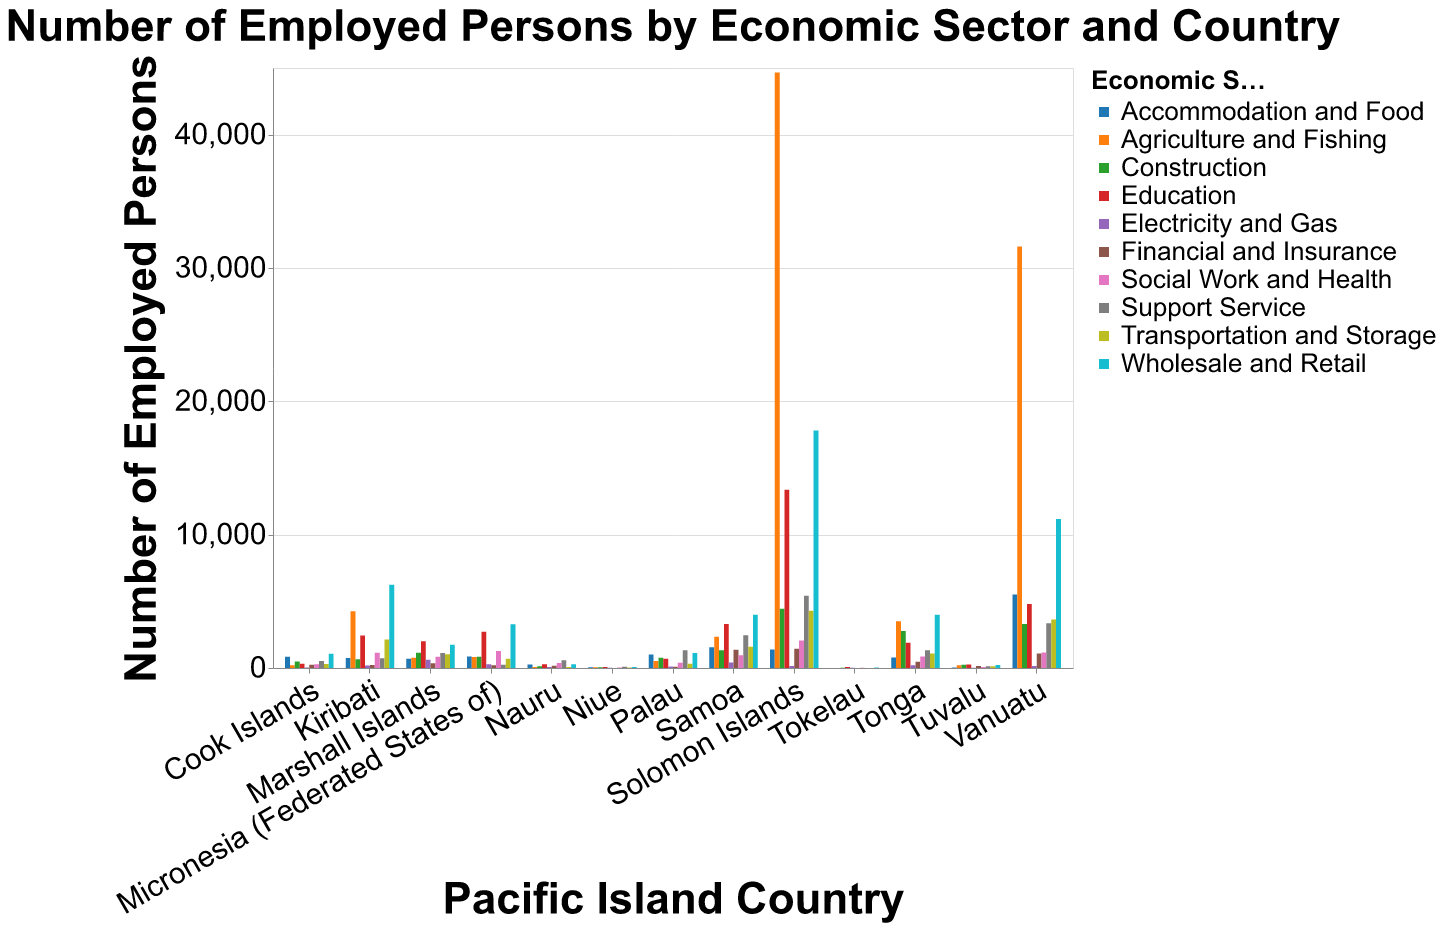 Number of Employed Persons by Economic Sector and Country
Number of Employed Persons
40,000
30,000
20,000
10,000
0
Cook Islands
Kiribati
Marshall Islands
Micronesia (Federated States of)
Nauru
Niue
Palau
Samoa
Solomon Islands
Tokelau
Tonga
Tuvalu
Vanuatu
Pacific Island Country
Economic S…
Accommodation and Food
Agriculture and Fishing
Construction
Education
Electricity and Gas
Financial and Insurance
Social Work and Health
Support Service
Transportation and Storage
Wholesale and Retail